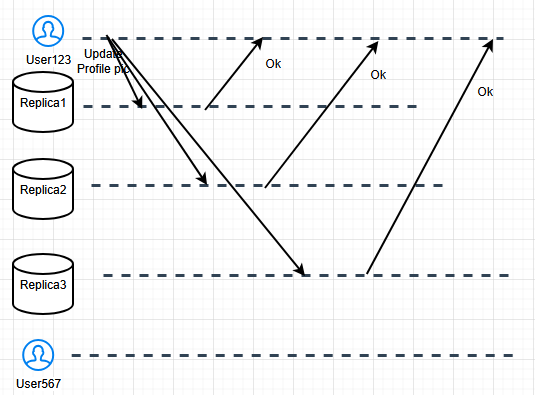 User123
Update
Profile pic
Ok
Ok
Ok
Replica1
Replica2
Replica3
User567